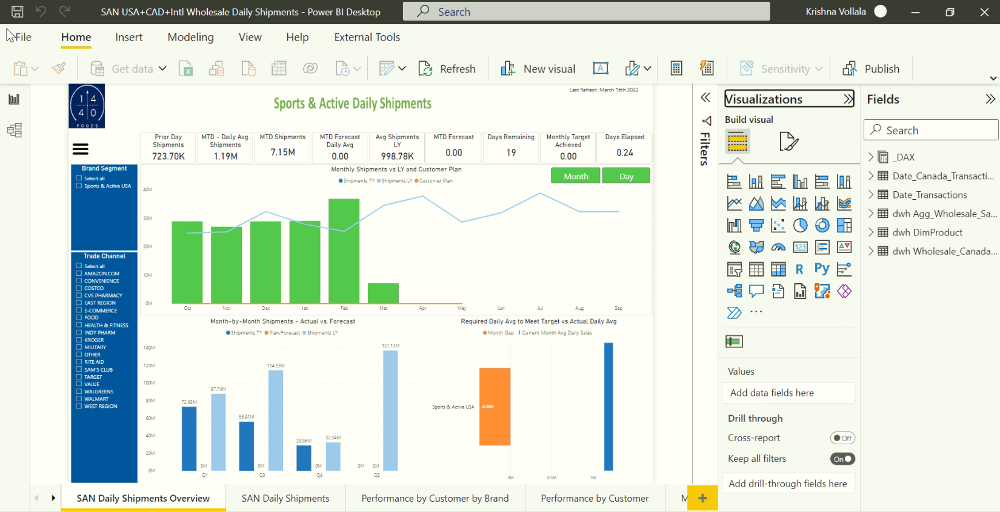 SAN USA+CAD+Intl Wholesale Daily Shipments - Power BI Desktop
Search
Krishna Vollala
File
Home
Insert
Modeling
View
Help
External Tools
Get data
Refresh
New visual
Sensitivity
Publish
14
40
FOODS
Last Refresh :March 16th 2022
Sports & Active Daily Shipments
Prior Day
Shipments
723.70K
MTD - Daily Avg.
Shipments
1.19M
MTD Shipments
7.15M
MTD Forecast
Daily Avg
0.00
Avg Shipments
LY
998.78K
MTD Forecast
0.00
Days Remaining
19
Monthly Target
Achieved
0.00
Days Elapsed
0.24
Brand Segment
Select all
Sports & Active USA
Trade Channel
Select all
AMAZON.COM
CONVENIENCE
COSTCO
CVS PHARMACY
EAST REGION
E-COMMERCE
FOOD
HEALTH & FITNESS
INDY PHARM
KROGER
MILITARY
OTHER
RITE AID
SAM'S CLUB
TARGET
VALUE
WALGREENS
WALMART
WEST REGION
Monthly Shipments vs LY and Customer Plan
Shipments TY Shipments LY Customer Plan
Month
Day
40M
30M
20M
10M
0M
Oct Nov Dec Jan Feb Mar Apr May Jun Jul Aug Sep
Month-by-Month Shipments - Actual vs. Forecast
Shipments TY Plan/Forecast Shipments LY
140M
120M
100M
80M
60M
40M
20M
0M
72.98M 0M 87.74M
55.91M 0M 114.53M
28.86M 0M 32.34M
0M 0M 137.13M
Q1 Q3 Q4 Q2
Required Daily Avg to Meet Target vs Actual Daily Avg
Month Gap Current Month Avg Daily Sales
Sports & Active USA
-0.38M
0M 0.5M 1M
Filters
Visualizations
Build visual
123
R
Py
...
Values
Add data fields here
Drill through
Cross-report
Off
Keep all filters
On
Add drill-through fields here
Fields
Search
_DAX
Date_Canada_Transacti...
Date_Transactions
dwh Agg_Wholesale_Sa...
dwh DimProduct
dwh Wholesale_Canada...
SAN Daily Shipments Overview
SAN Daily Shipments
Performance by Customer by Brand
Performance by Customer
M
+